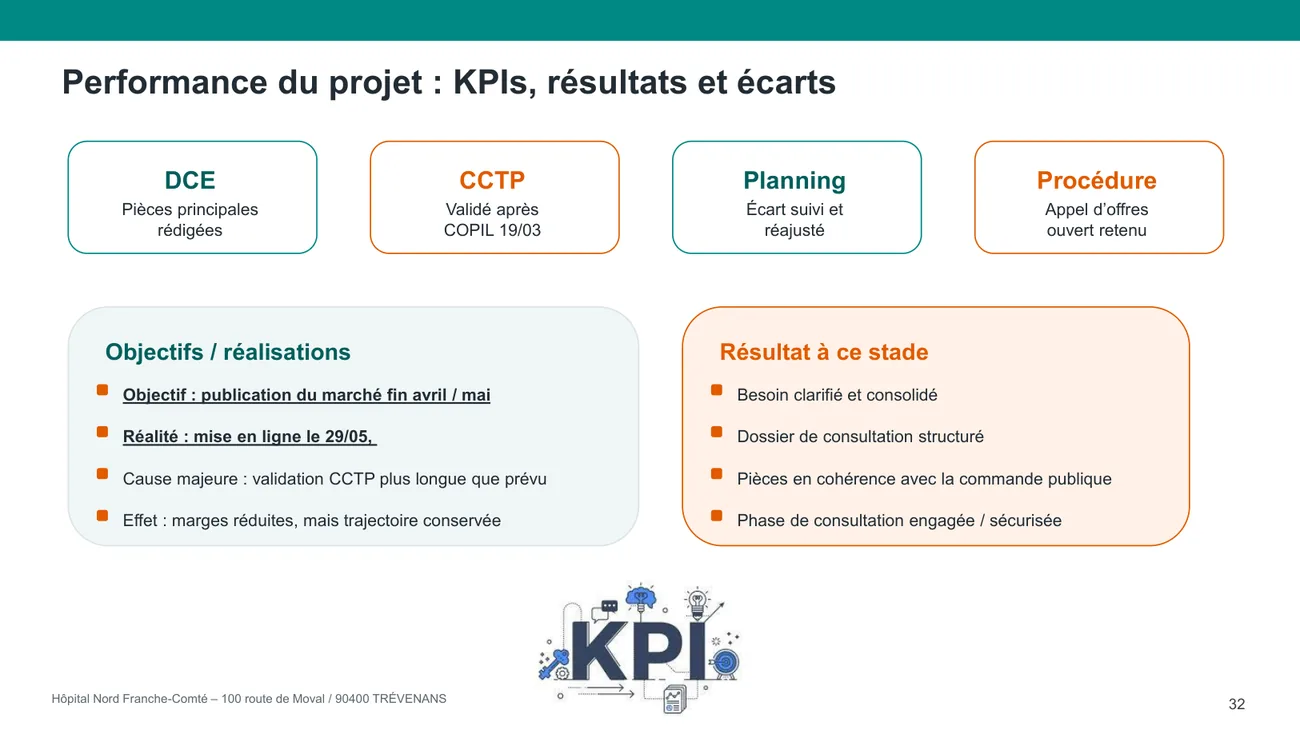 Performance du projet : KPIs, résultats et écarts
DCE
Pièces principales
rédigées
CCTP
Validé après
COPIL 19/03
Planning
Écart suivi et
réajusté
Procédure
Appel d’offres
ouvert retenu
Objectifs / réalisations
Objectif : publication du marché fin avril / mai
Réalité : mise en ligne le 29/05,
Cause majeure : validation CCTP plus longue que prévu
Effet : marges réduites, mais trajectoire conservée
Résultat à ce stade
Besoin clarifié et consolidé
Dossier de consultation structuré
Pièces en cohérence avec la commande publique
Phase de consultation engagée / sécurisée
KPI
Hôpital Nord Franche-Comté – 100 route de Moval / 90400 TRÉVENANS
32